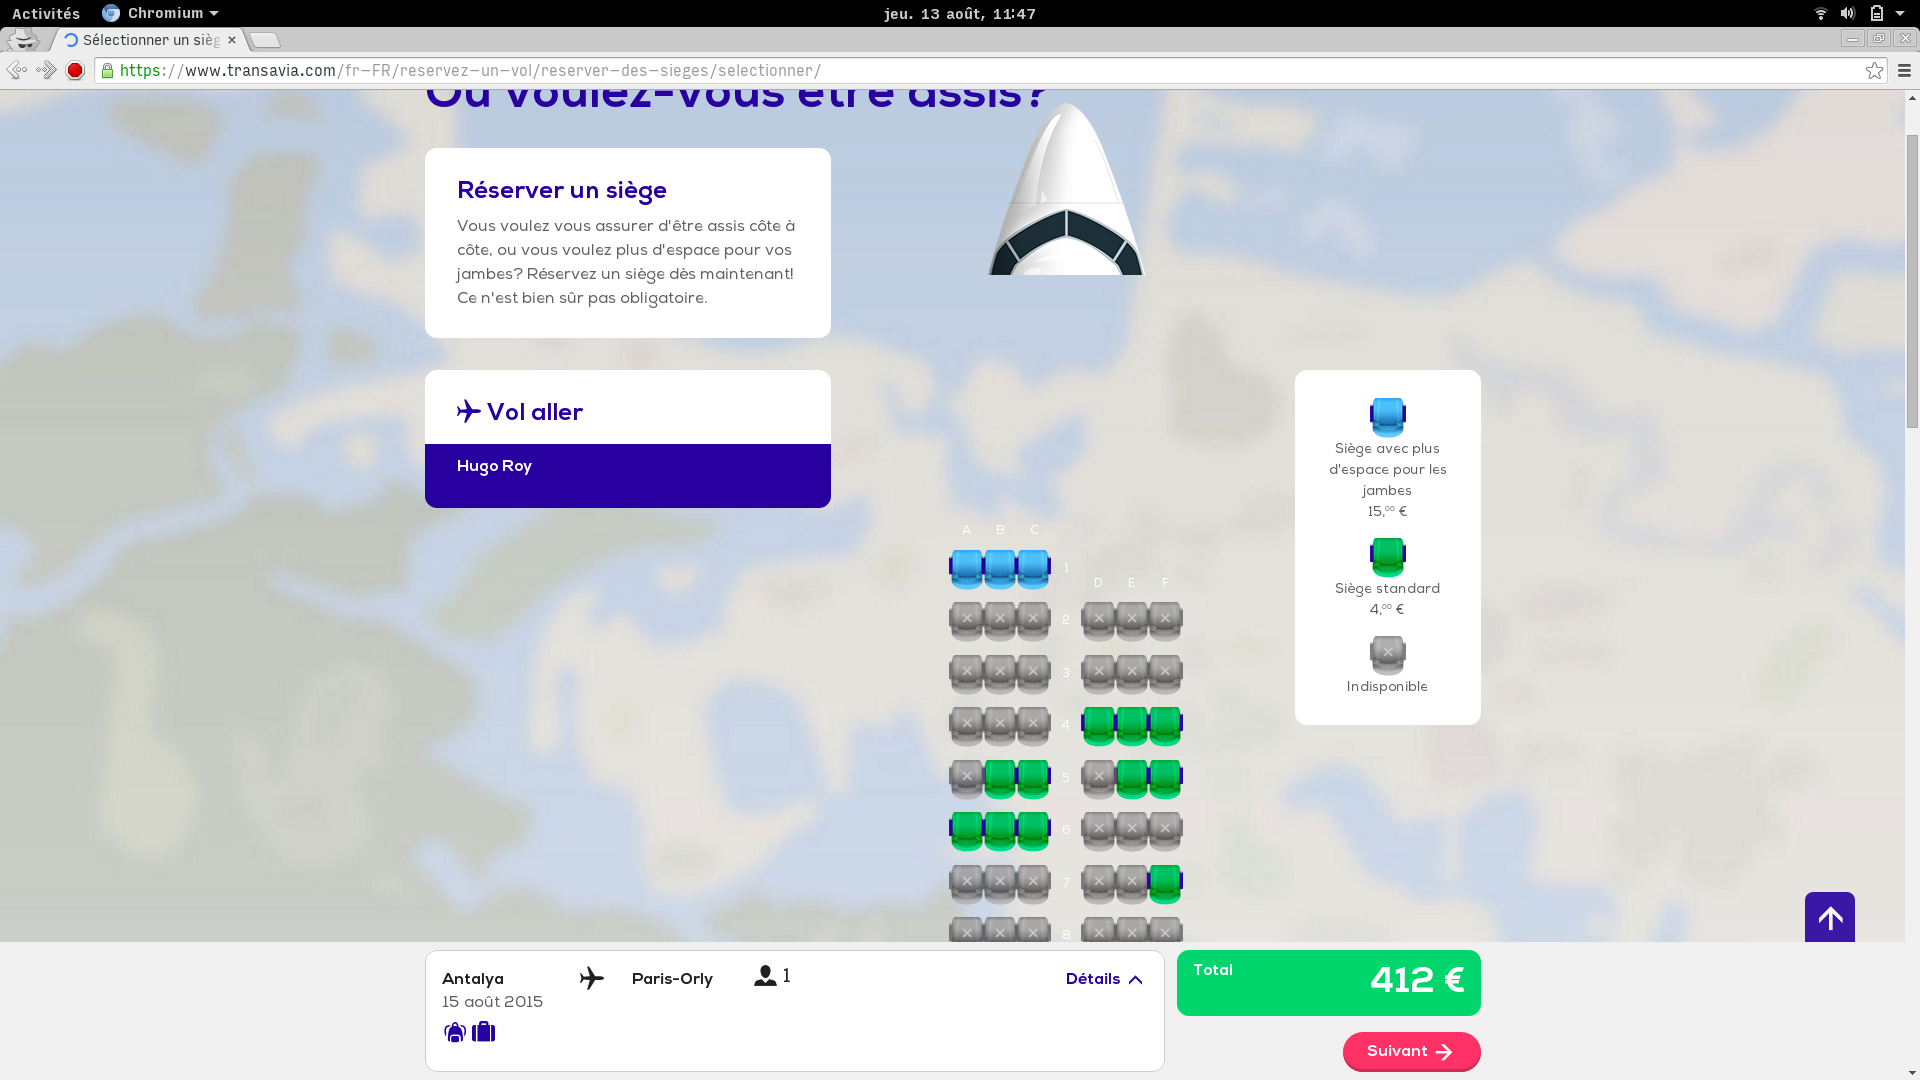 Activités
Chromium
jeu. 13 août, 11:47
Sélectionner un sièg
https://www.transavia.com/fr-FR/reservez-un-vol/reserver-des-sieges/selectionner/
Où voulez-vous être assis?
Réserver un siège
Vous voulez vous assurer d'être assis côte à
côte, ou vous voulez plus d'espace pour vos
jambes? Réservez un siège dès maintenant!
Ce n'est bien sûr pas obligatoire.
Vol aller
Hugo Roy
Siège avec plus
d'espace pour les
jambes
15,00 €
Siège standard
4,00 €
Indisponible
A B C
1
D E F
2
3
4
5
6
7
8
Antalya
Paris-Orly
1
Détails
15 août 2015
Total
412 €
Suivant